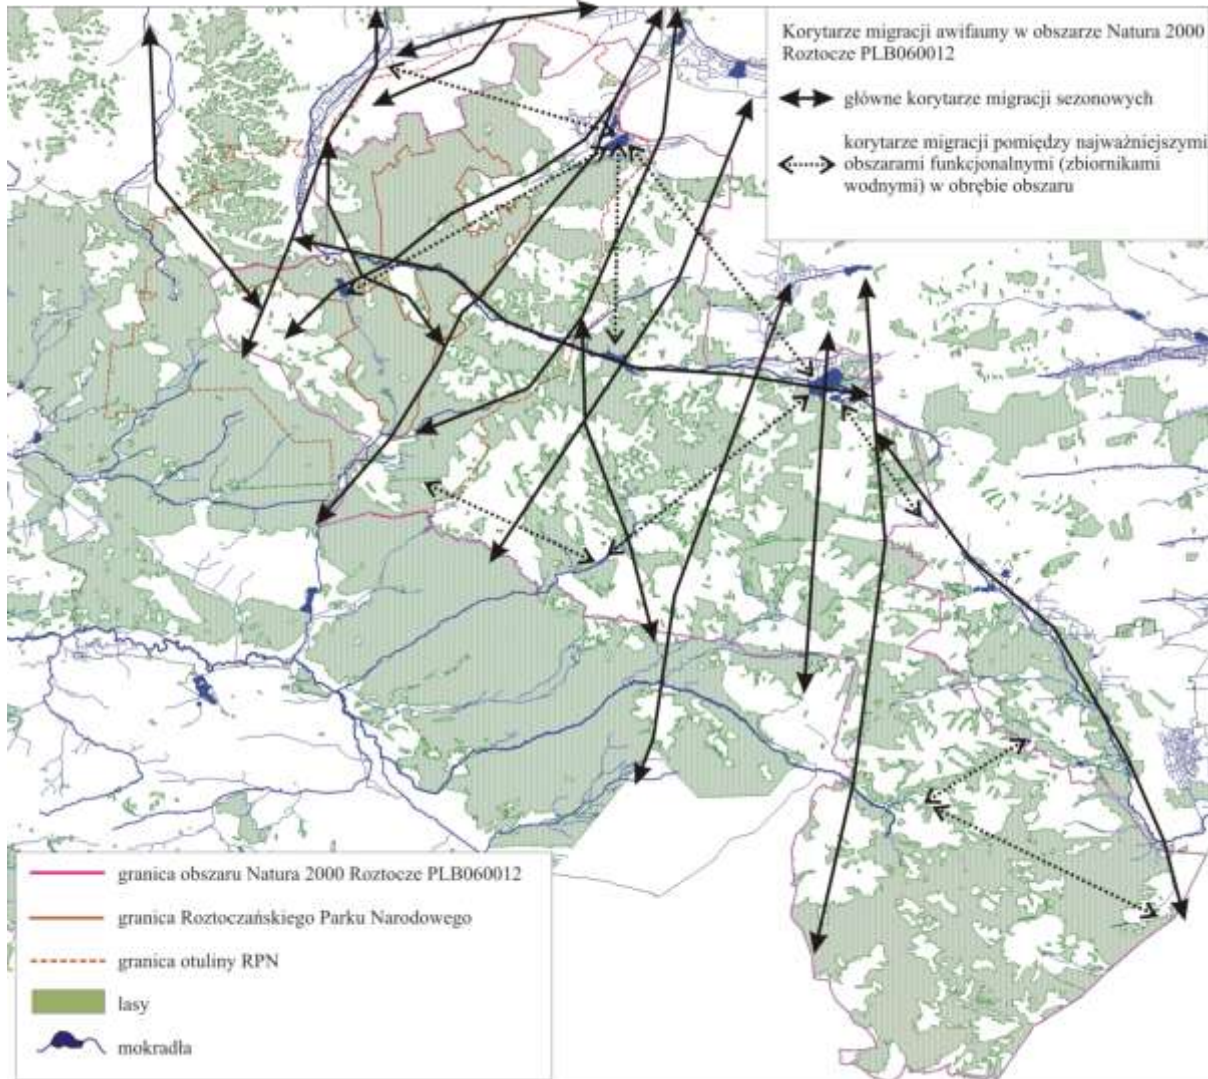 Korytarze migracji awifauny w obszarze Natura 2000
Roztocze PLB060012
główne korytarze migracji sezonowych
korytarze migracji pomiędzy najważniejszymi
obszarami funkcjonalnymi (zbiornikami
wodnymi) w obrębie obszaru
granica obszaru Natura 2000 Roztocze PLB060012
granica Roztoczańskiego Parku Narodowego
granica otuliny RPN
lasy
mokradła